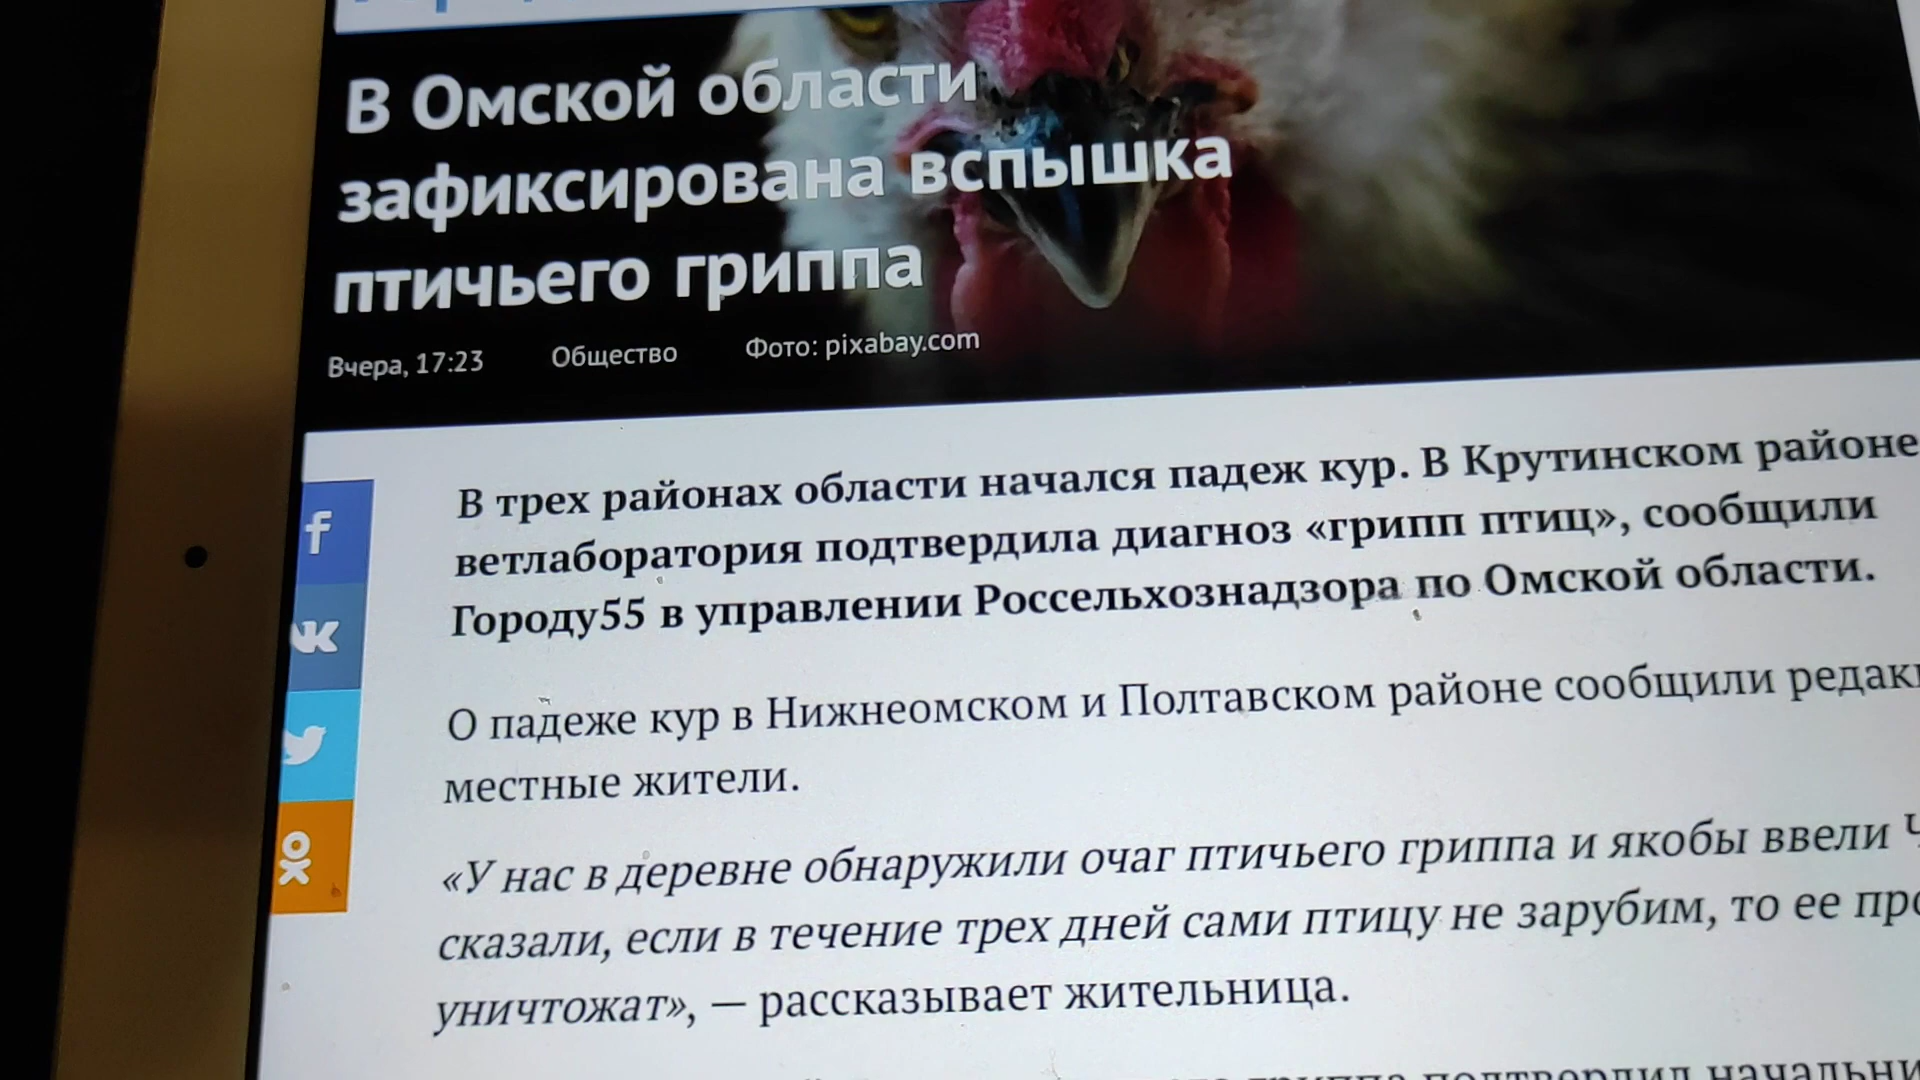 В Омской области
зафиксирована вспышка
птичьего гриппа
Вчера, 17:23 Общество Фото: pixabay.com
В трех районах области начался падеж кур. В Крутинском районе
ветлаборатория подтвердила диагноз «грипп птиц», сообщили
Городу55 в управлении Россельхознадзора по Омской области.
О падеже кур в Нижнеомском и Полтавском районе сообщили
местные жители.
«У нас в деревне обнаружили очаг птичьего гриппа и якобы ввели
сказали, если в течение трех дней сами птицу не зарубим, то ее
уничтожат», — рассказывает жительница.
гриппа подтвердил